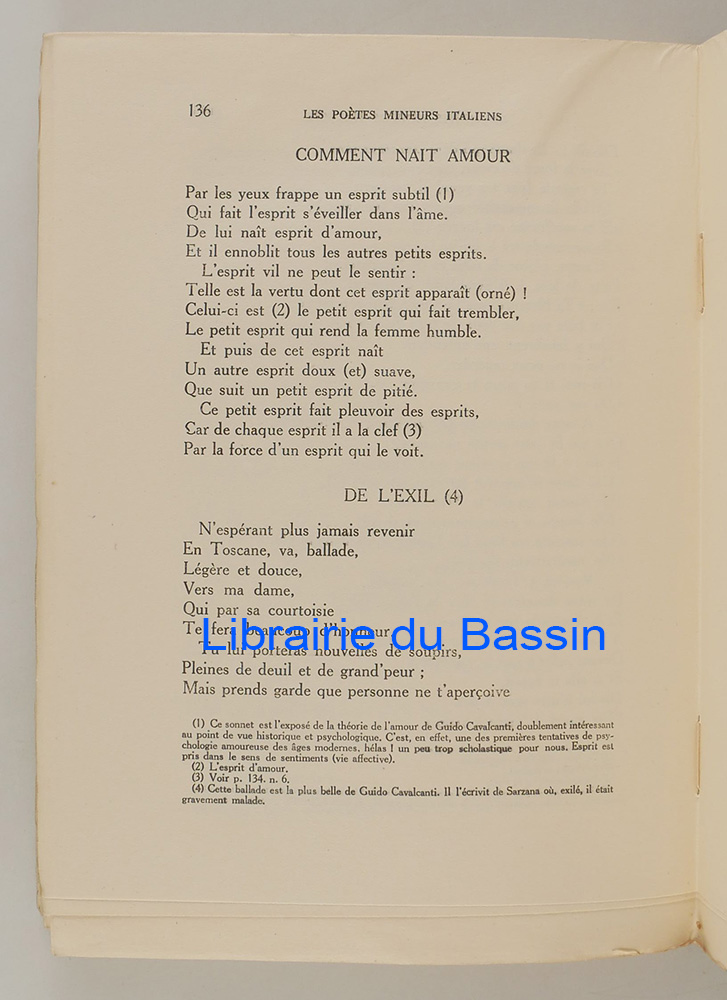 136 LES POÈTES MINEURS ITALIENS
COMMENT NAIT AMOUR
Par les yeux frappe un esprit subtil (1)
Qui fait l'esprit s'éveiller dans l'âme.
De lui naît esprit d'amour,
Et il ennoblit tous les autres petits esprits.
L'esprit vil ne peut le sentir :
Telle est la vertu dont cet esprit apparaît (orné) !
Celui-ci est (2) le petit esprit qui fait trembler,
Le petit esprit qui rend la femme humble.
Et puis de cet esprit naît
Un autre esprit doux (et) suave,
Que suit un petit esprit de pitié.
Ce petit esprit fait pleuvoir des esprits,
Car de chaque esprit il a la clef (3)
Par la force d'un esprit qui le voit.
DE L'EXIL (4)
N'espérant plus jamais revenir
En Toscane, va, ballade,
Légère et douce,
Vers ma dame,
Qui par sa courtoisie
Te fera beaucoup d'honneur.
Librairie du Bassin
Tu lui porteras nouvelles de soupirs,
Pleines de deuil et de grand'peur ;
Mais prends garde que personne ne t'aperçoive
(1) Ce sonnet est l'exposé de la théorie de l'amour de Guido Cavalcanti, doublement intéressant
au point de vue historique et psychologique. C'est, en effet, une des premières tentatives de psy-
chologie amoureuse des âges modernes, hélas ! un peu trop scholastique pour nous. Esprit est
pris dans le sens de sentiments (vie affective).
(2) L'esprit d'amour.
(3) Voir p. 134. n. 6.
(4) Cette ballade est la plus belle de Guido Cavalcanti. Il l'écrivit de Sarzana où, exilé, il était
gravement malade.